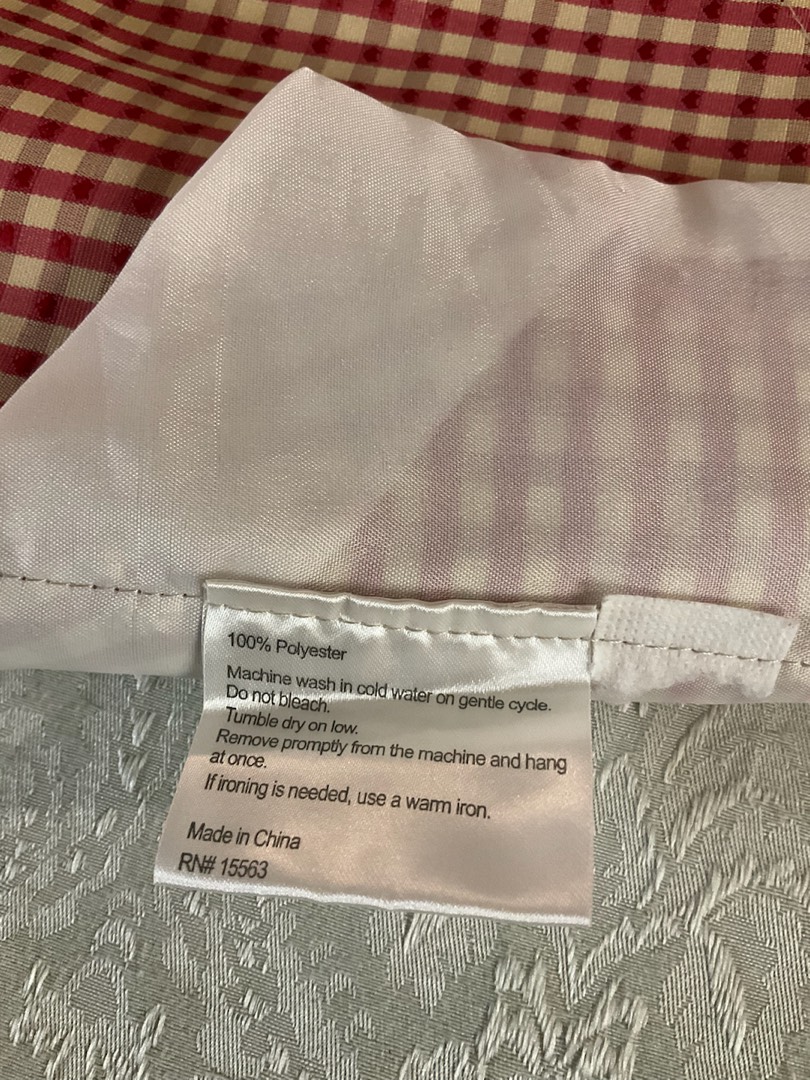 100% Polyester
Machine wash in cold water on gentle cycle.
Do not bleach.
Tumble dry on low.
Remove promptly from the machine and hang
at once.
If ironing is needed, use a warm iron.
Made in China
RN# 15563